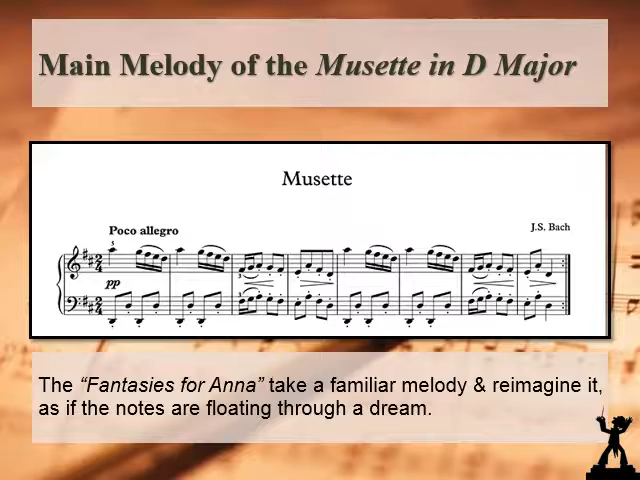 Main Melody of the Musette in D Major
Musette
Poco allegro
J.S. Bach
5
pp
The “Fantasies for Anna” take a familiar melody & reimagine it,
as if the notes are floating through a dream.